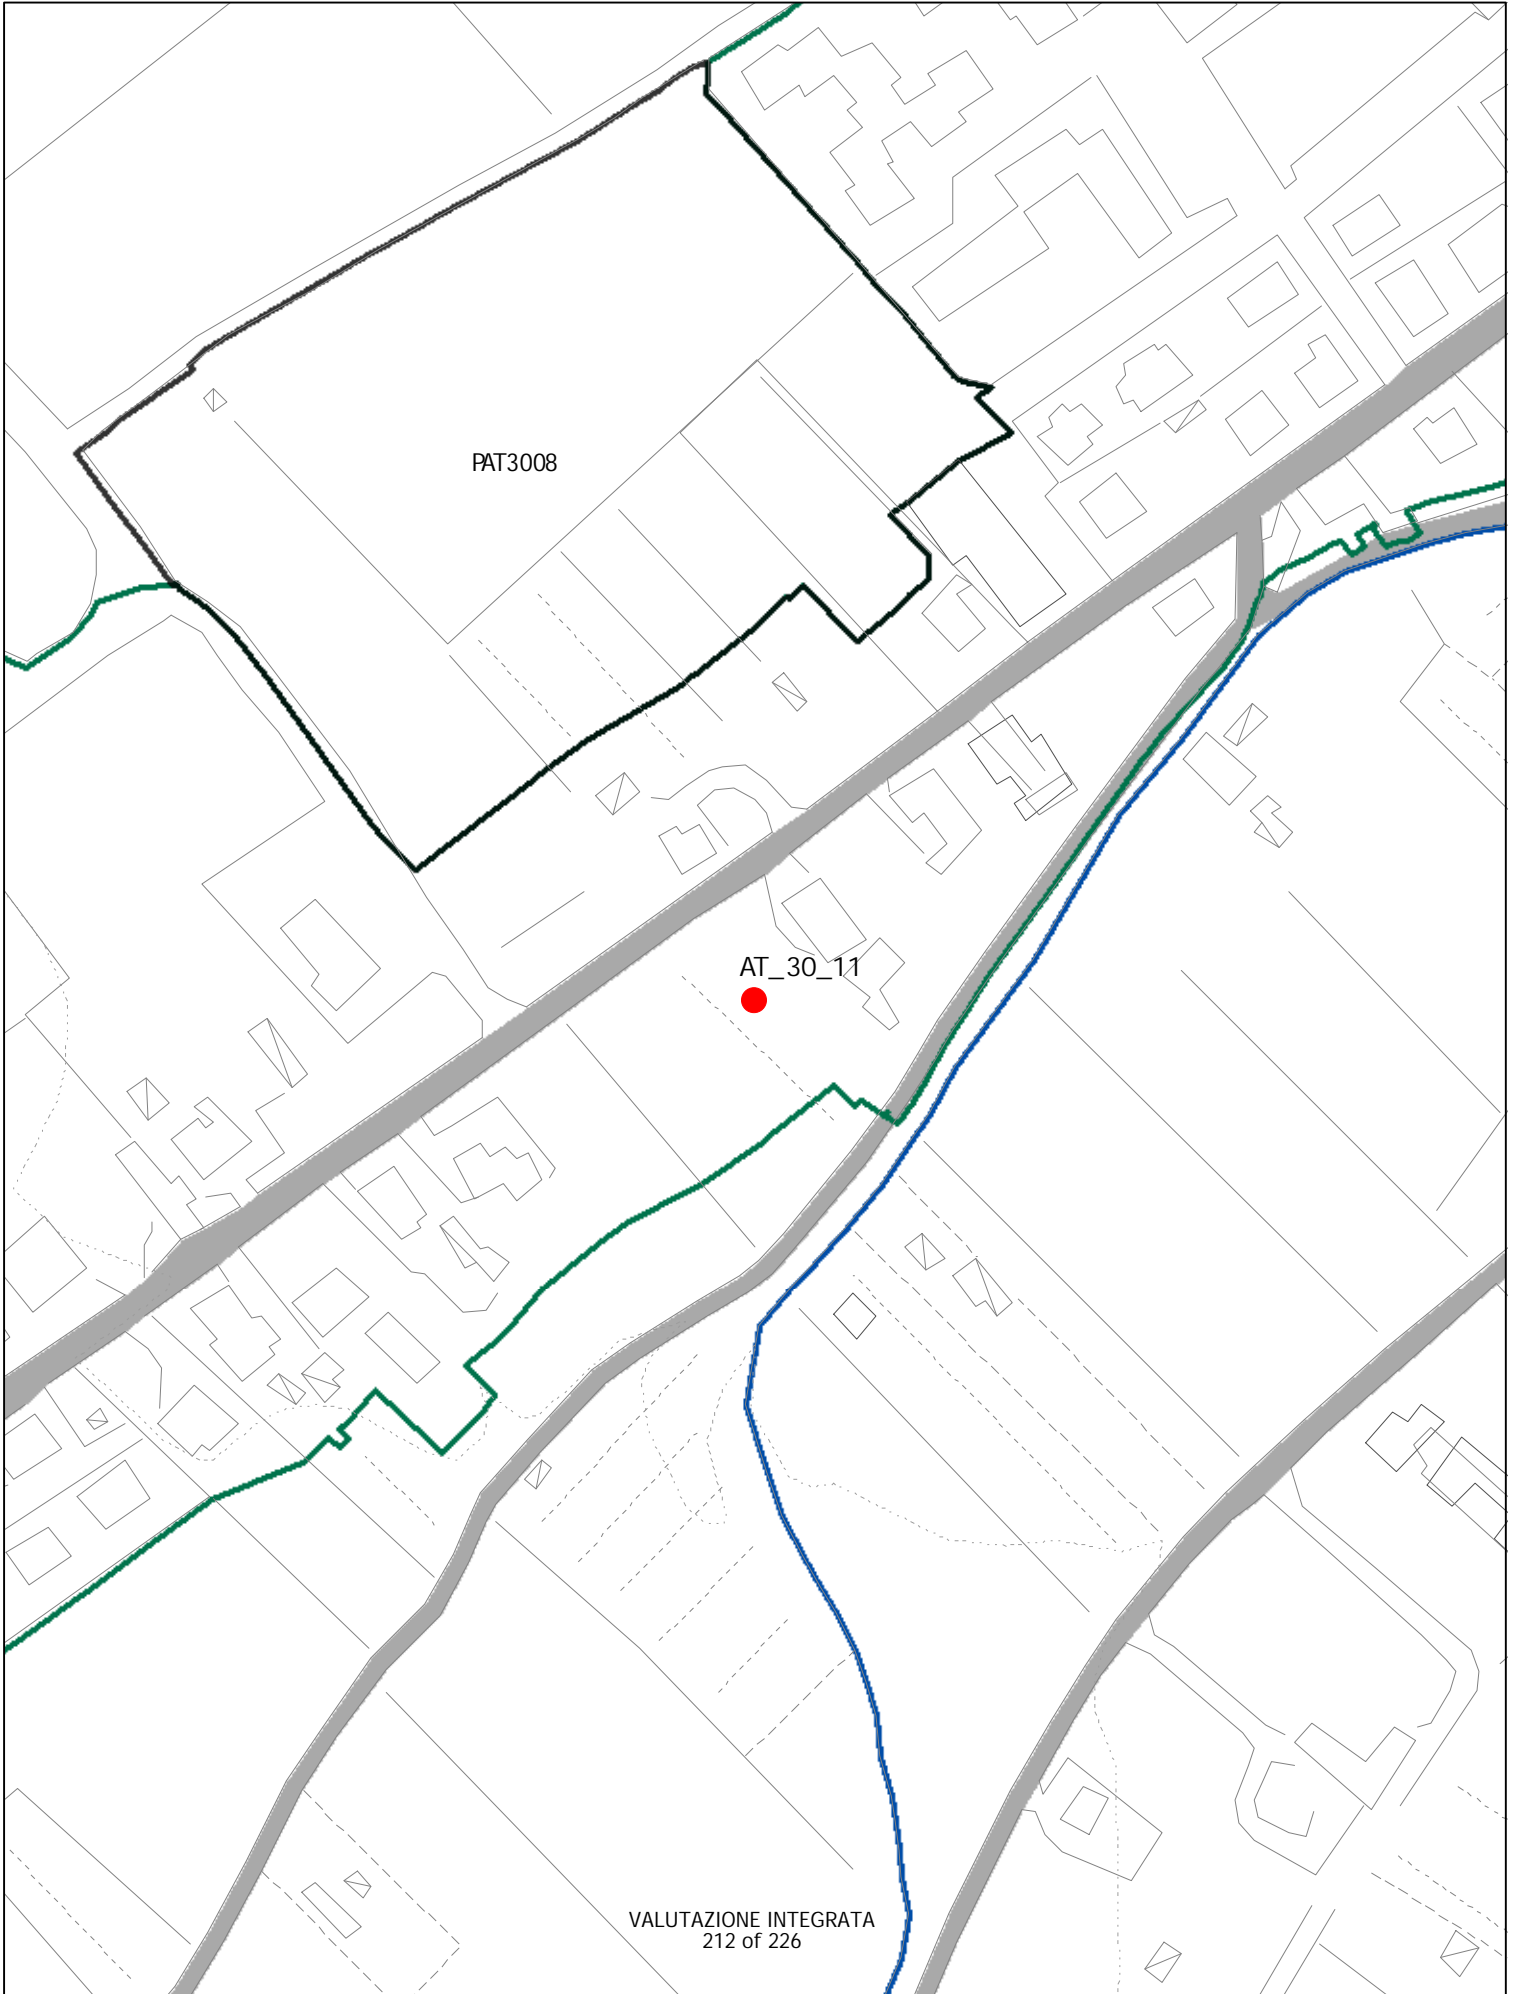 PAT3008
AT_30_11
VALUTAZIONE INTEGRATA
212 of 226